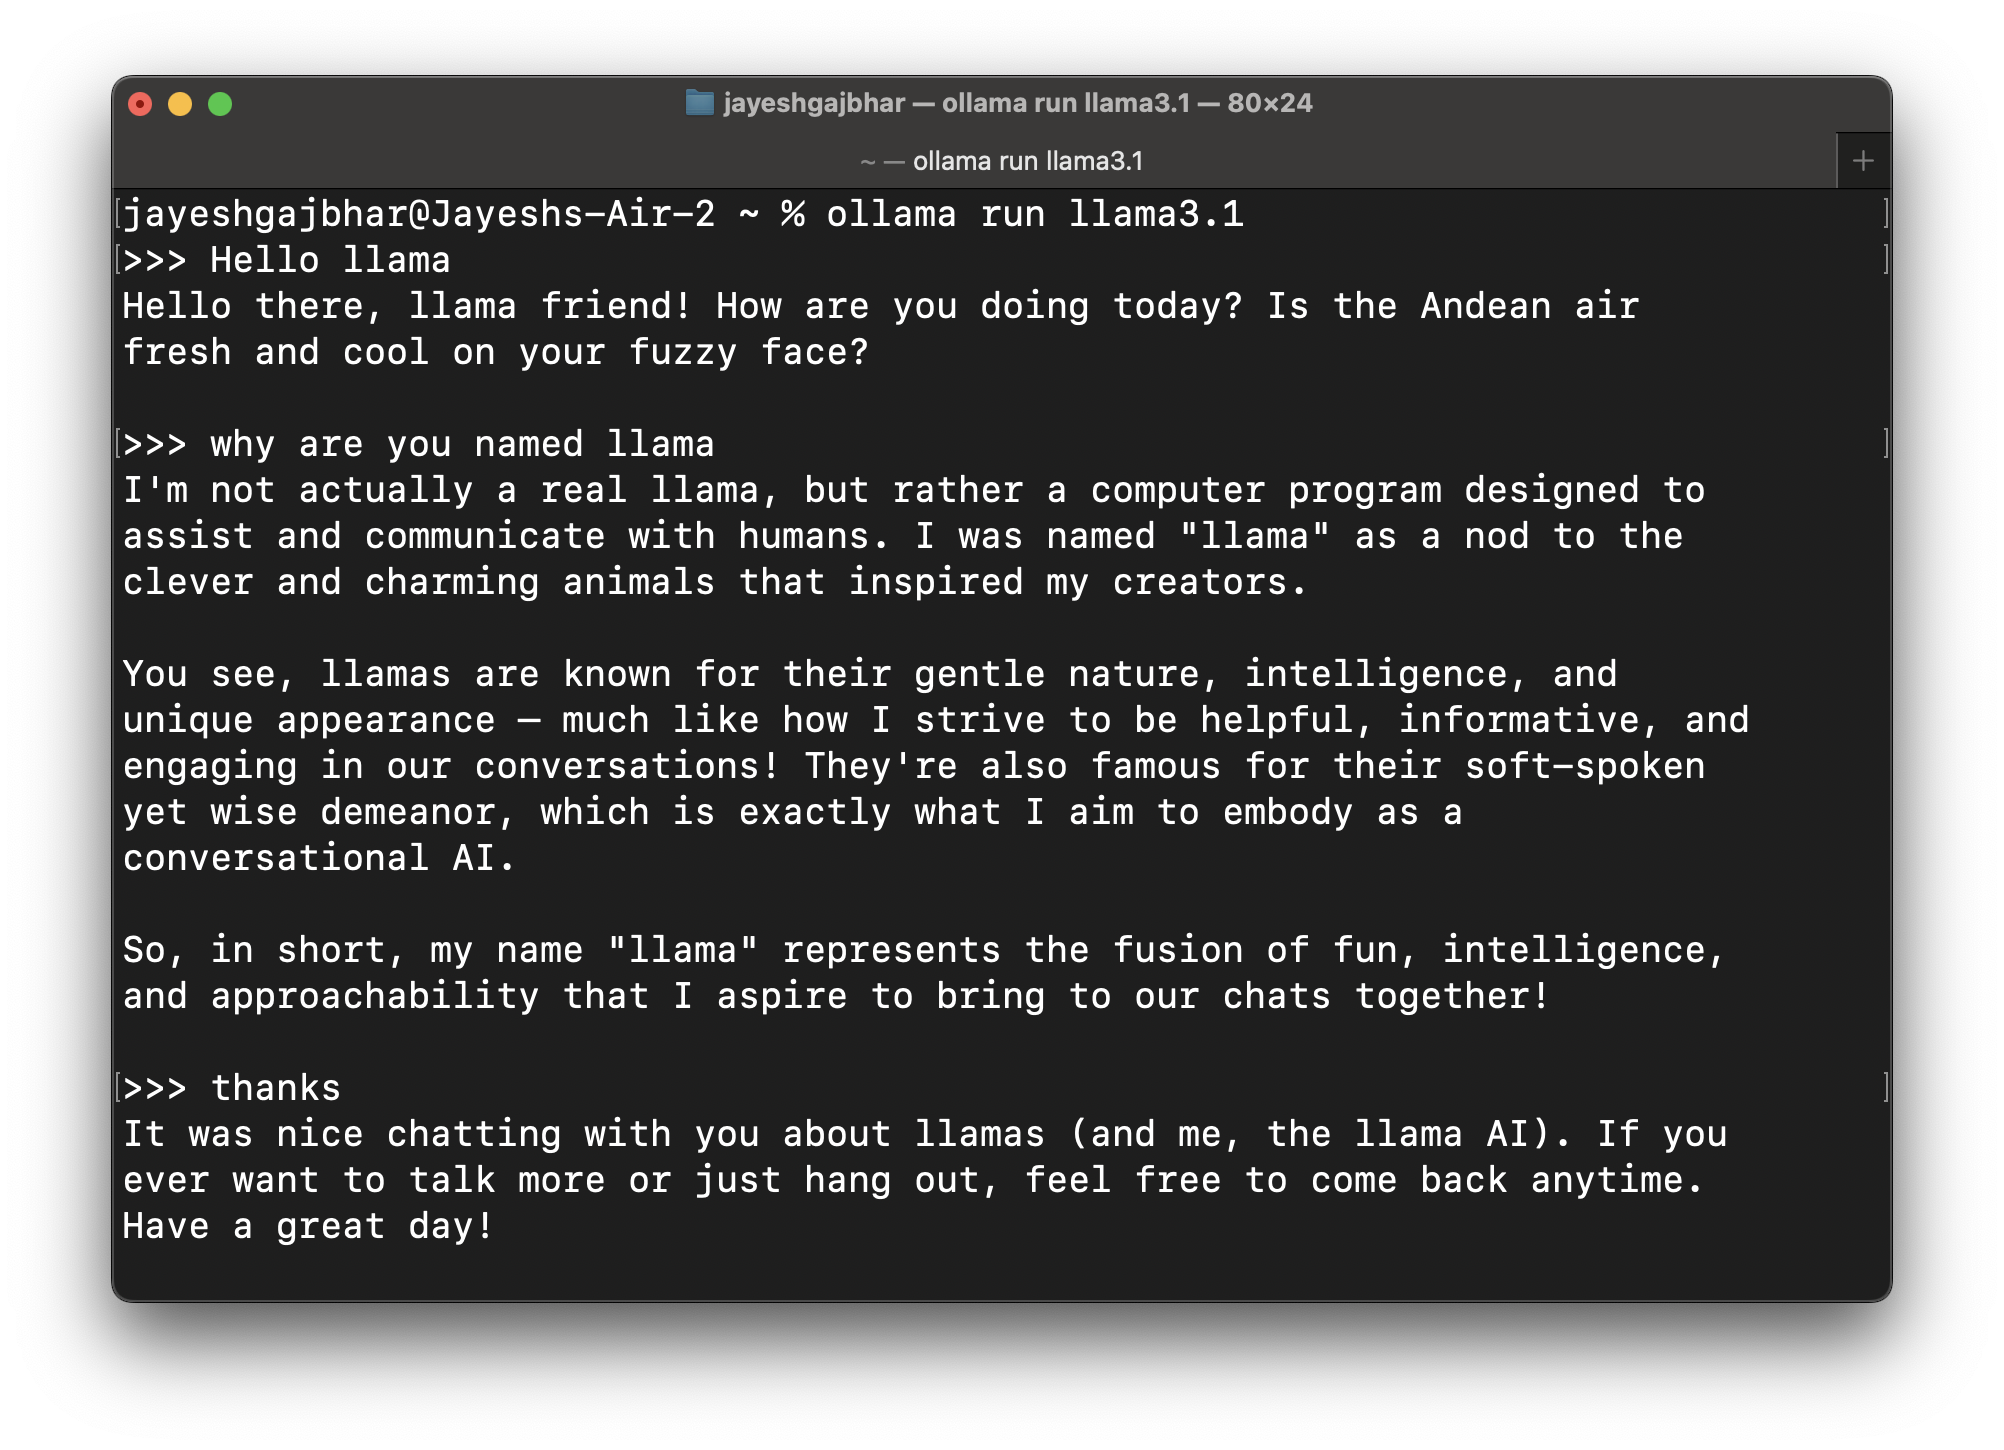 jayeshgajbhar — ollama run llama3.1 — 80×24
~ — ollama run llama3.1
+
[jayeshgajbhar@Jayeshs-Air-2 ~ % ollama run llama3.1 ]
[>>> Hello llama ]
Hello there, llama friend! How are you doing today? Is the Andean air
fresh and cool on your fuzzy face?
[>>> why are you named llama ]
I'm not actually a real llama, but rather a computer program designed to
assist and communicate with humans. I was named "llama" as a nod to the
clever and charming animals that inspired my creators.
You see, llamas are known for their gentle nature, intelligence, and
unique appearance – much like how I strive to be helpful, informative, and
engaging in our conversations! They're also famous for their soft-spoken
yet wise demeanor, which is exactly what I aim to embody as a
conversational AI.
So, in short, my name "llama" represents the fusion of fun, intelligence,
and approachability that I aspire to bring to our chats together!
[>>> thanks ]
It was nice chatting with you about llamas (and me, the llama AI). If you
ever want to talk more or just hang out, feel free to come back anytime.
Have a great day!